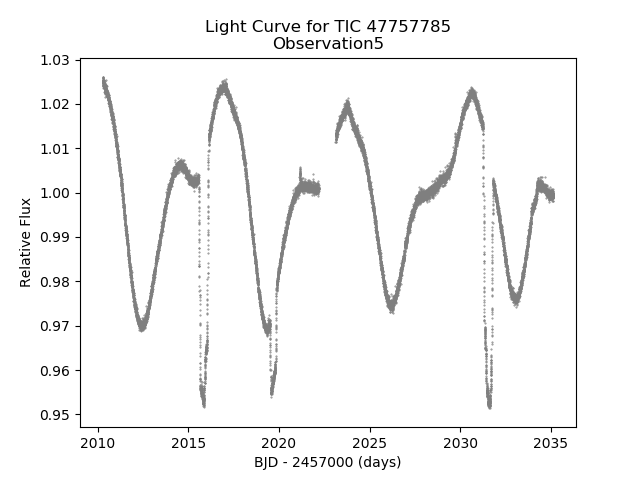 Light Curve for TIC 47757785
Observation5
1.03
1.02
1.01
1.00
0.99
0.98
0.97
0.96
0.95
Relative Flux
2010 2015 2020 2025 2030 2035
BJD - 2457000 (days)